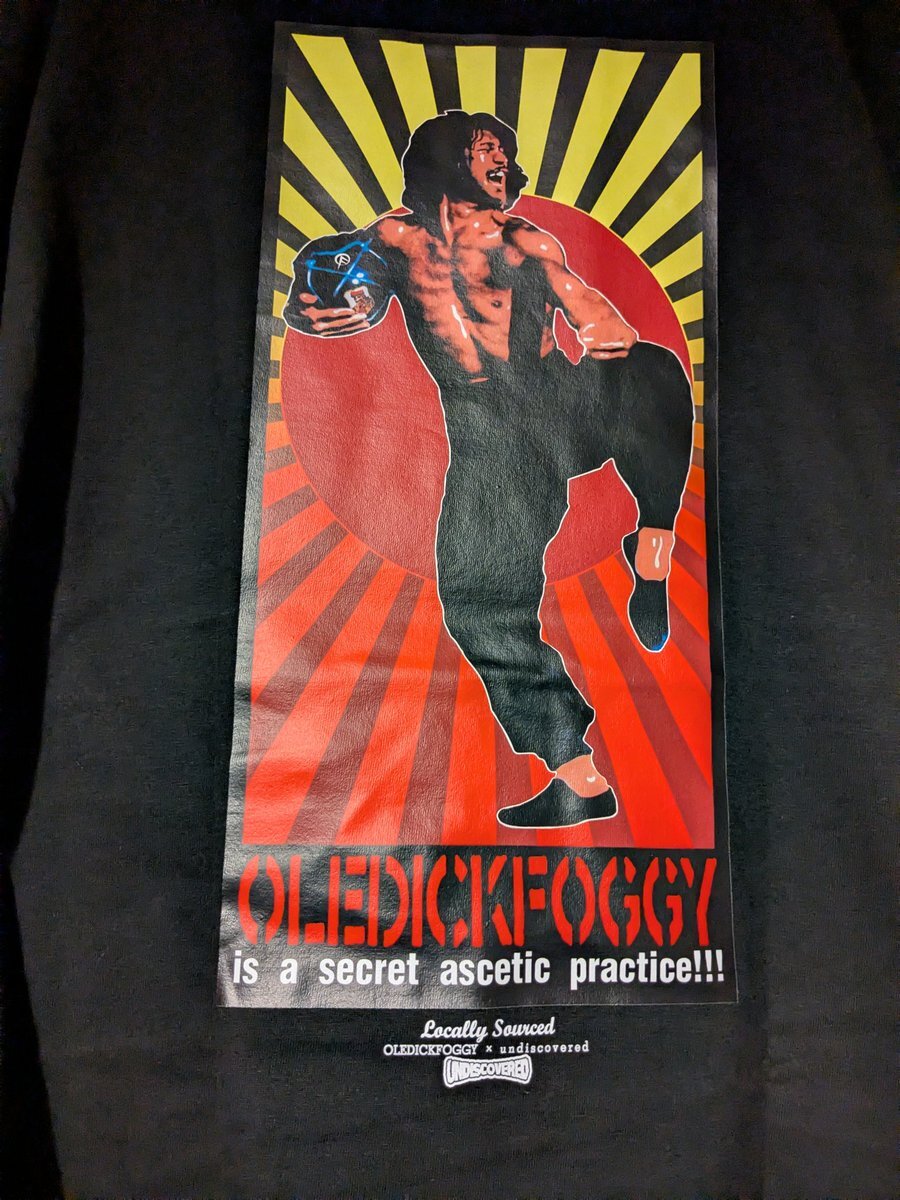 OLEDICKFOGGY
is a secret ascetic practice!!!
Locally Sourced
OLEDICKFOGGY × undiscovered
UNDISCOVERED